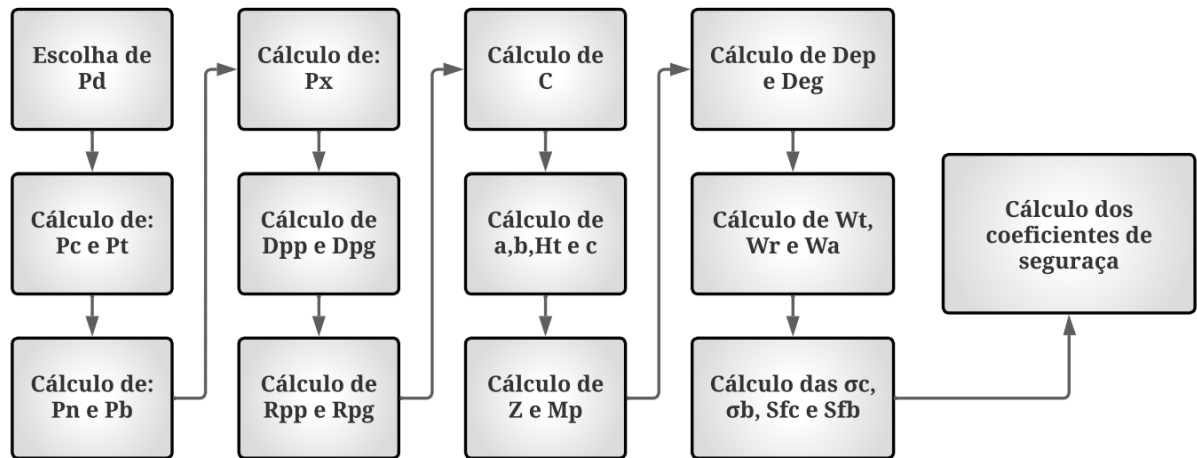 Escolha de
Pd
Cálculo de:
Pc e Pt
Cálculo de:
Pn e Pb
Cálculo de:
Px
Cálculo de
Dpp e Dpg
Cálculo de
Rpp e Rpg
Cálculo de
C
Cálculo de
a,b,Ht e c
Cálculo de
Z e Mp
Cálculo de Dep
e Deg
Cálculo de Wt,
Wr e Wa
Cálculo das σc,
σb, Sfc e Sfb
Cálculo dos
coeficientes de
seguraça